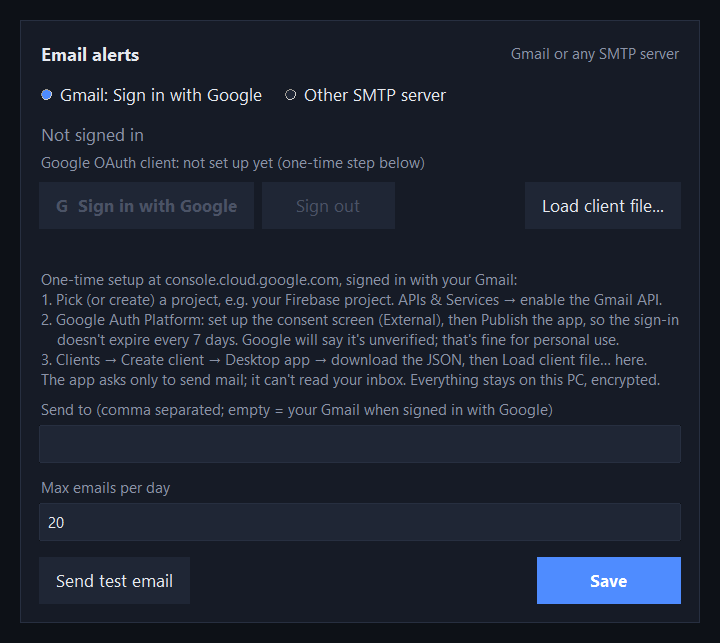 Email alerts
Gmail or any SMTP server
Gmail: Sign in with Google
Other SMTP server
Not signed in
Google OAuth client: not set up yet (one-time step below)
G Sign in with Google
Sign out
Load client file...
One-time setup at console.cloud.google.com, signed in with your Gmail:
1. Pick (or create) a project, e.g. your Firebase project. APIs & Services → enable the Gmail API.
2. Google Auth Platform: set up the consent screen (External), then Publish the app, so the sign-in
doesn't expire every 7 days. Google will say it's unverified; that's fine for personal use.
3. Clients → Create client → Desktop app → download the JSON, then Load client file... here.
The app asks only to send mail; it can't read your inbox. Everything stays on this PC, encrypted.
Send to (comma separated; empty = your Gmail when signed in with Google)
Max emails per day
20
Send test email
Save